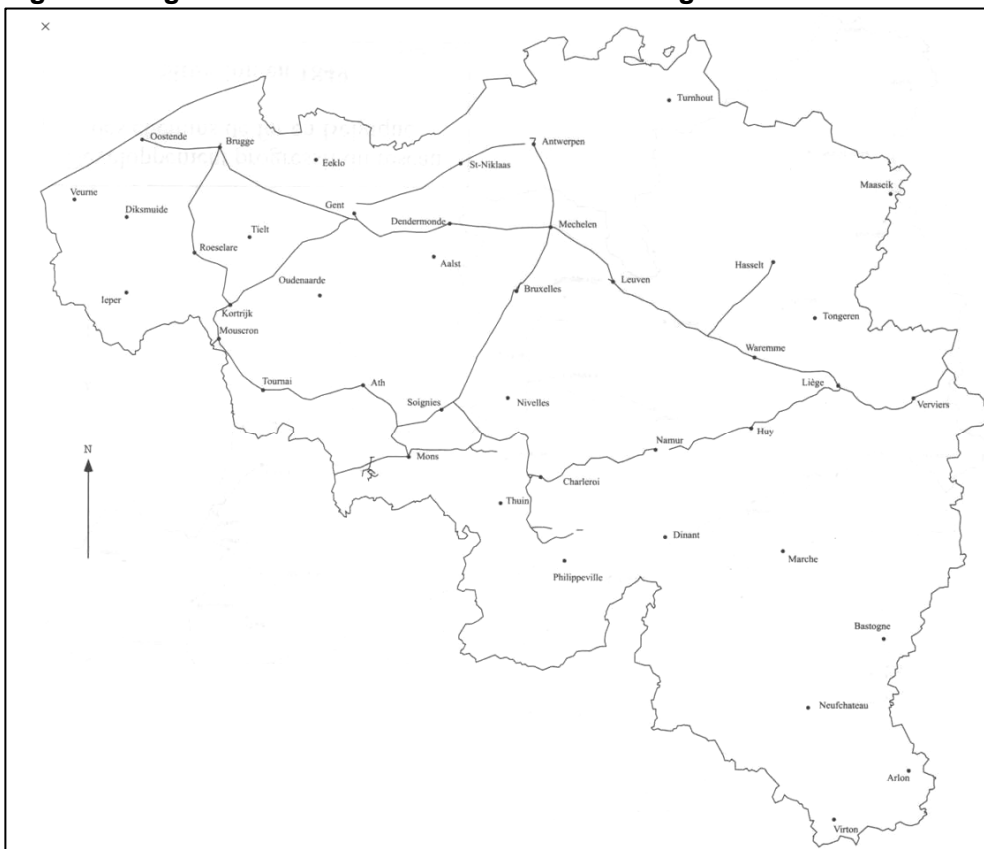 Turnhout
Oostende
Brugge
Antwerpen
Eeklo
St-Niklaas
Maaseik
Veurne
Diksmuide
Gent
Dendermonde
Mechelen
Tielt
Roeselare
Aalst
Hasselt
Oudenaarde
Leuven
Ieper
Bruxelles
Kortrijk
Tongeren
Mouscron
Waremme
Tournai
Ath
Liège
Soignies
Nivelles
Verviers
Huy
Namur
N
Mons
Charleroi
Thuin
Dinant
Marche
Philippeville
Bastogne
Neufchateau
Arlon
Virton